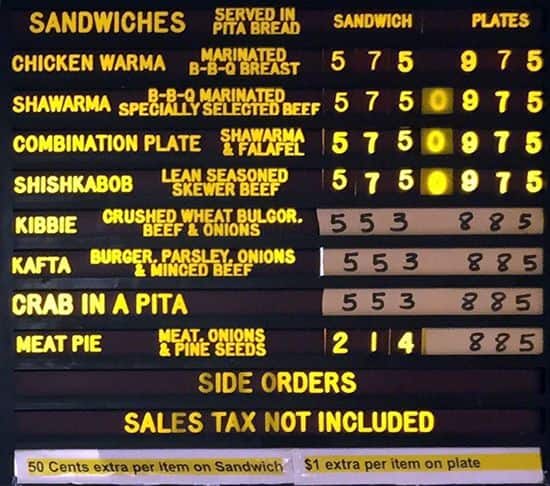 SANDWICHES SERVED IN PITA BREAD SANDWICH PLATES
CHICKEN WARMA MARINATED B-B-Q BREAST 5 7 5 9 7 5
SHAWARMA B-B-Q MARINATED SPECIALLY SELECTED BEEF 5 7 5 0 9 7 5
COMBINATION PLATE SHAWARMA & FALAFEL 5 7 5 0 9 7 5
SHISHKABOB LEAN SEASONED SKEWER BEEF 5 7 5 0 9 7 5
KIBBIE CRUSHED WHEAT BULGOR, BEEF & ONIONS 5 5 3 8 8 5
KAFTA BURGER, PARSLEY, ONIONS & MINCED BEEF 5 5 3 8 8 5
CRAB IN A PITA 5 5 3 8 8 5
MEAT PIE MEAT, ONIONS & PINE SEEDS 2 1 4 8 8 5
SIDE ORDERS
SALES TAX NOT INCLUDED
50 Cents extra per Item on Sandwich $1 extra per item on plate